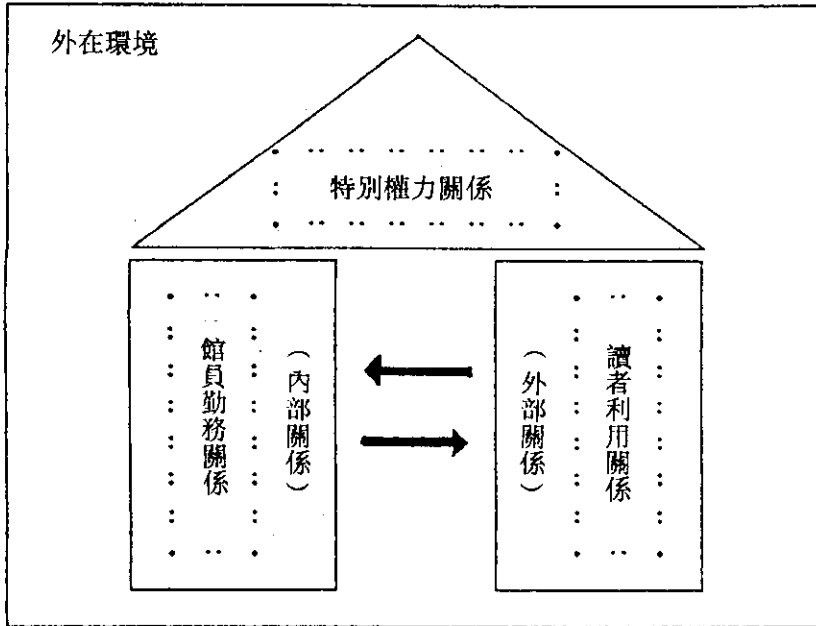 外在環境
特別權力關係
館員勤務關係
（內部關係）
（外部關係）
讀者利用關係